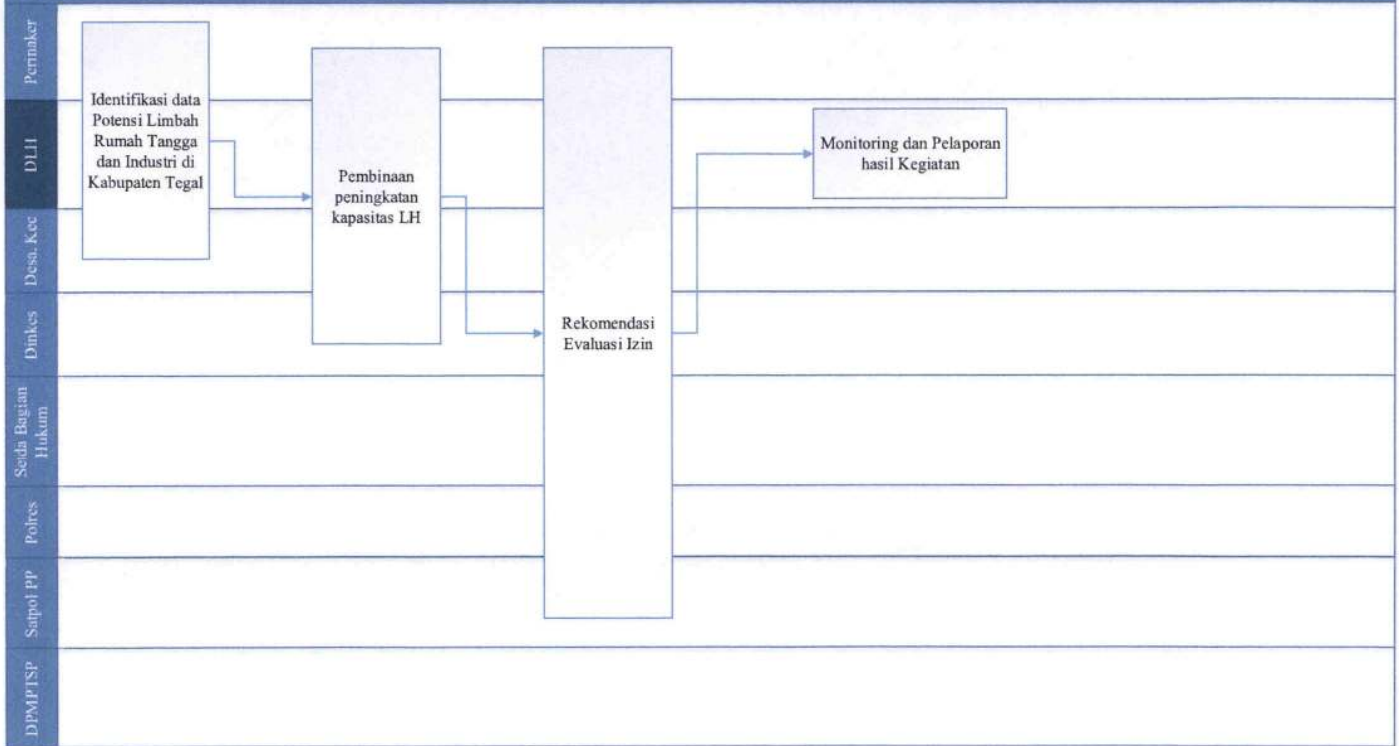 Perinaker
DLH
Desa. Kec
Dinkes
Setda Bagian
Hukum
Polres
Satpol PP
DPMPTSP
Identifikasi data
Potensi Limbah
Rumah Tangga
dan Industri di
Kabupaten Tegal
Pembinaan
peningkatan
kapasitas LH
Rekomendasi
Evaluasi Izin
Monitoring dan Pelaporan
hasil Kegiatan